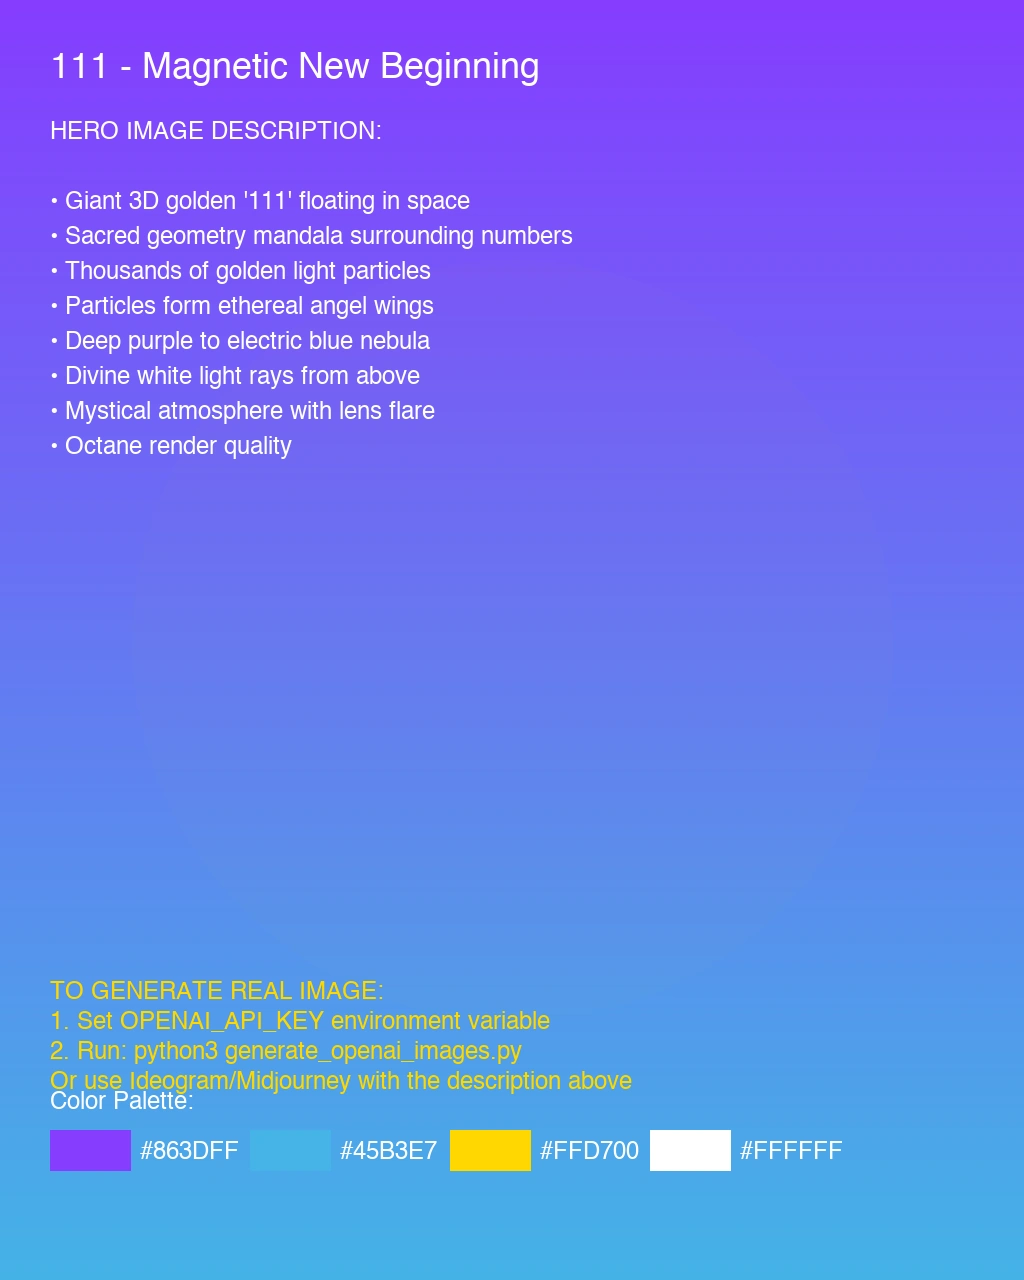 111 - Magnetic New Beginning
HERO IMAGE DESCRIPTION:
• Giant 3D golden '111' floating in space
• Sacred geometry mandala surrounding numbers
• Thousands of golden light particles
• Particles form ethereal angel wings
• Deep purple to electric blue nebula
• Divine white light rays from above
• Mystical atmosphere with lens flare
• Octane render quality
TO GENERATE REAL IMAGE:
1. Set OPENAI_API_KEY environment variable
2. Run: python3 generate_openai_images.py
Or use Ideogram/Midjourney with the description above
Color Palette:
#863DFF #45B3E7 #FFD700 #FFFFFF